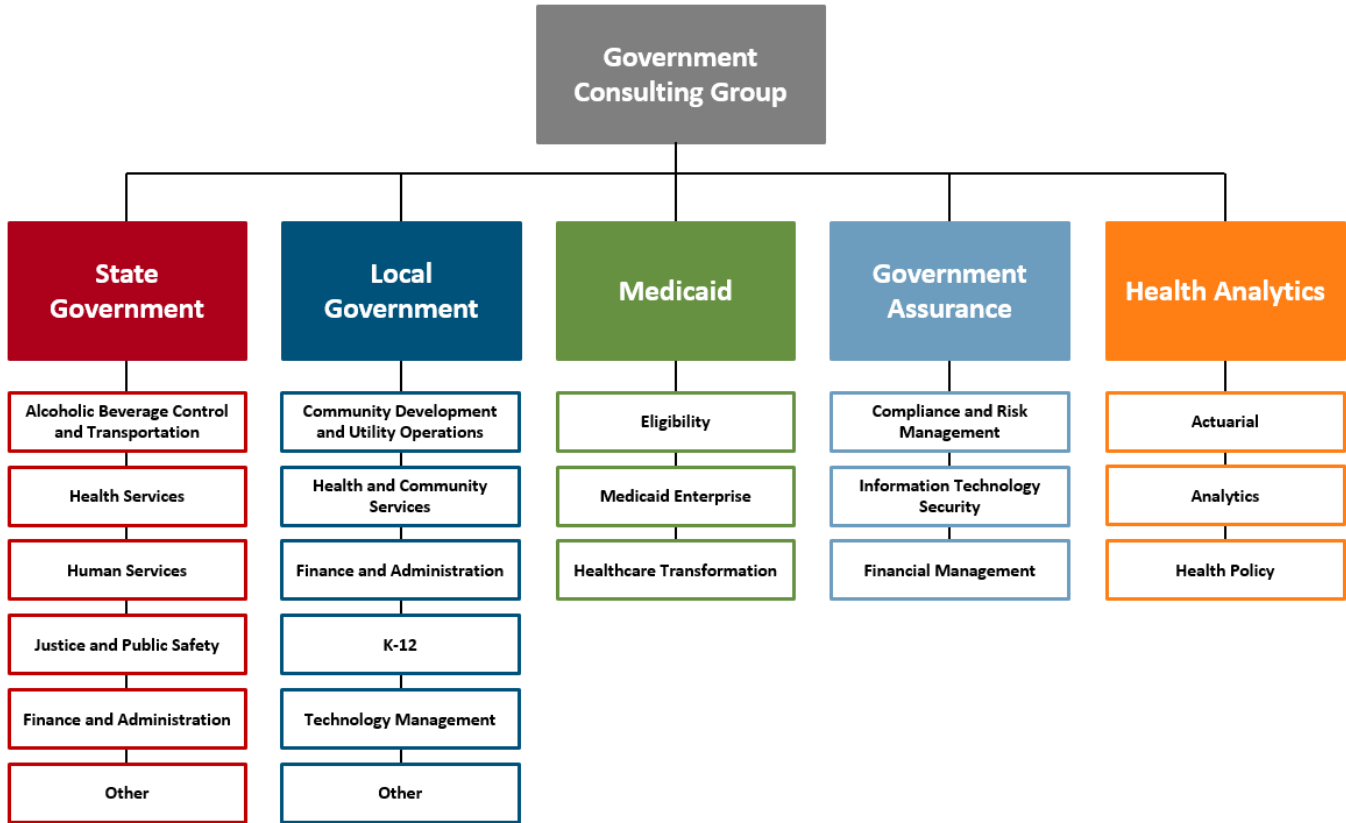 Government
Consulting Group
State
Government
Local
Government
Medicaid
Government
Assurance
Health Analytics
Alcoholic Beverage Control
and Transportation
Health Services
Human Services
Justice and Public Safety
Finance and Administration
Other
Community Development
and Utility Operations
Health and Community
Services
Finance and Administration
K-12
Technology Management
Other
Eligibility
Medicaid Enterprise
Healthcare Transformation
Compliance and Risk
Management
Information Technology
Security
Financial Management
Actuarial
Analytics
Health Policy